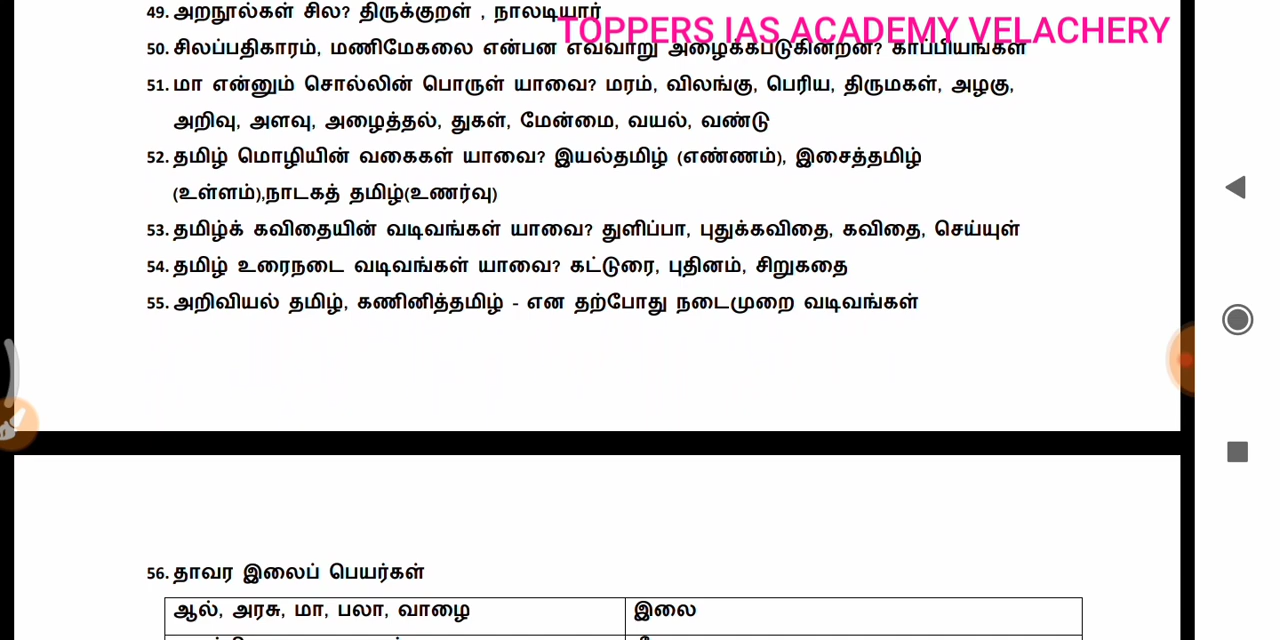 49. அறநூல்கள் சில? திருக்குறள் , நாலடியார்
TOPPERS IAS ACADEMY VELACHERY
50. சிலப்பதிகாரம், மணிமேகலை என்பன எவ்வாறு அழைக்கபடுகின்றன? காப்பியங்கள்
51. மா என்னும் சொல்லின் பொருள் யாவை? மரம், விலங்கு, பெரிய, திருமகள், அழகு,
அறிவு, அளவு, அழைத்தல், துகள், மேன்மை, வயல், வண்டு
52. தமிழ் மொழியின் வகைகள் யாவை? இயல்தமிழ் (எண்ணம்), இசைத்தமிழ்
(உள்ளம்),நாடகத் தமிழ்(உணர்வு)
53. தமிழ்க் கவிதையின் வடிவங்கள் யாவை? துளிப்பா, புதுக்கவிதை, கவிதை, செய்யுள்
54. தமிழ் உரைநடை வடிவங்கள் யாவை? கட்டுரை, புதினம், சிறுகதை
55. அறிவியல் தமிழ், கணினித்தமிழ் - என தற்போது நடைமுறை வடிவங்கள்
56. தாவர இலைப் பெயர்கள்
ஆல், அரசு, மா, பலா, வாழை இலை